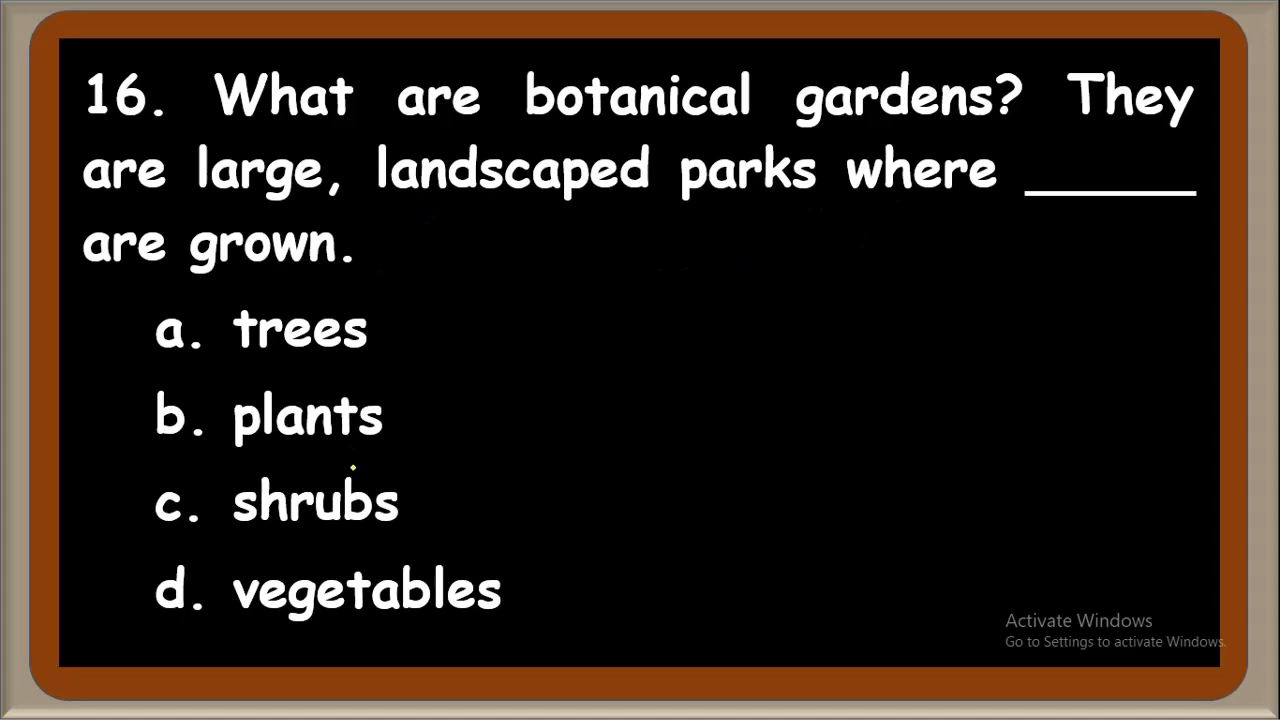 16. What are botanical gardens? They
are large, landscaped parks where ______
are grown.
a. trees
b. plants
c. shrubs
d. vegetables
Activate Windows
Go to Settings to activate Windows.